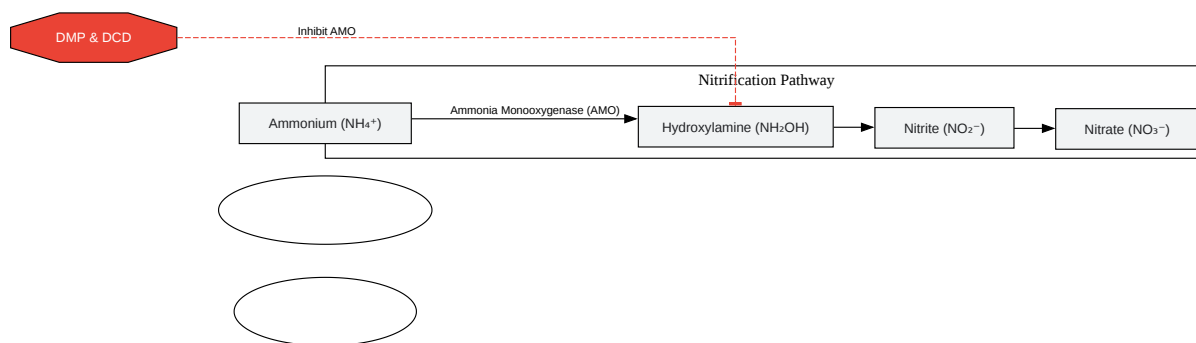 DMP & DCD
Inhibit AMO
Nitrification Pathway
Ammonium (NH₄⁺)
Ammonia Monooxygenase (AMO)
Hydroxylamine (NH₂OH)
Nitrite (NO₂⁻)
Nitrate (NO₃⁻)